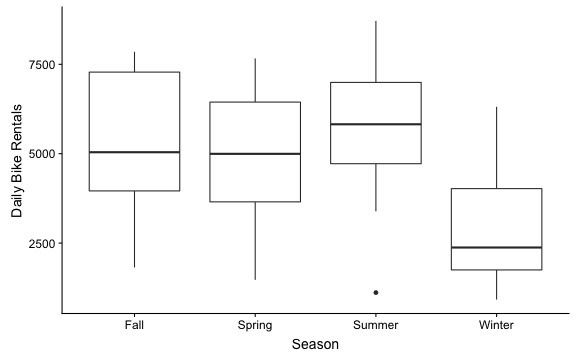 Daily Bike Rentals
7500
5000
2500
Fall Spring Summer Winter
Season